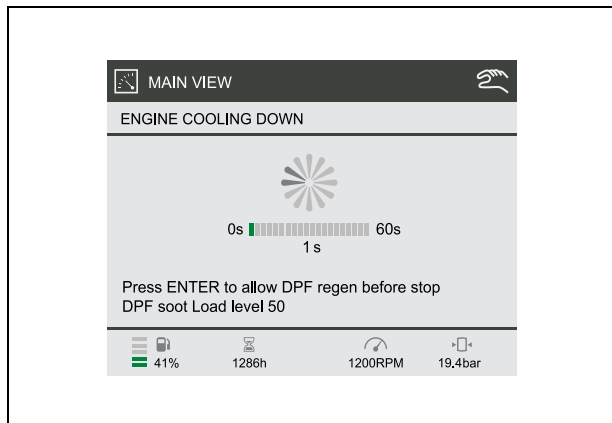 MAIN VIEW
ENGINE COOLING DOWN
0s 60s
1 s
Press ENTER to allow DPF regen before stop
DPF soot Load level 50
41% 1286h 1200RPM 19.4bar